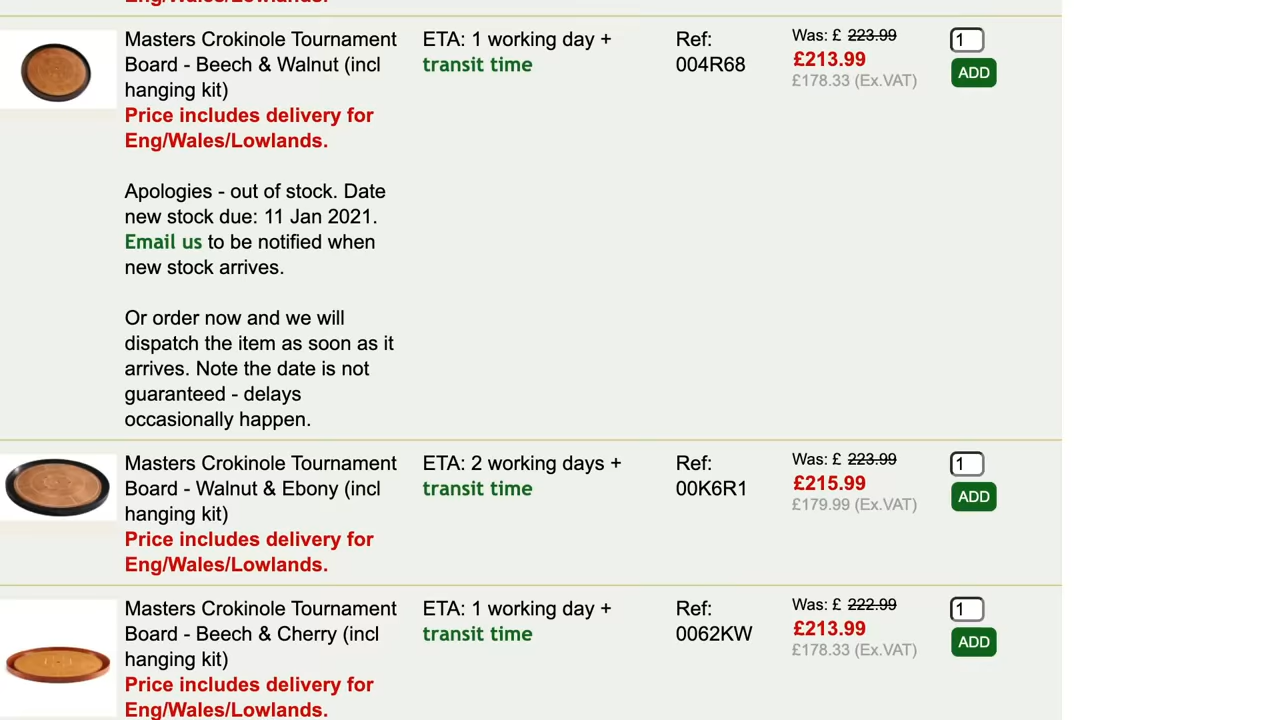 Eng/Wales/Lowlands.
Masters Crokinole Tournament
Board - Beech & Walnut (incl
hanging kit)
Price includes delivery for
Eng/Wales/Lowlands.
Apologies - out of stock. Date
new stock due: 11 Jan 2021.
Email us to be notified when
new stock arrives.
Or order now and we will
dispatch the item as soon as it
arrives. Note the date is not
guaranteed - delays
occasionally happen.
ETA: 1 working day +
transit time
Ref:
004R68
Was: £ 223.99
£213.99
£178.33 (Ex.VAT)
1
ADD
Masters Crokinole Tournament
Board - Walnut & Ebony (incl
hanging kit)
Price includes delivery for
Eng/Wales/Lowlands.
ETA: 2 working days +
transit time
Ref:
00K6R1
Was: £ 223.99
£215.99
£179.99 (Ex.VAT)
1
ADD
Masters Crokinole Tournament
Board - Beech & Cherry (incl
hanging kit)
Price includes delivery for
Eng/Wales/Lowlands.
ETA: 1 working day +
transit time
Ref:
0062KW
Was: £ 222.99
£213.99
£178.33 (Ex.VAT)
1
ADD